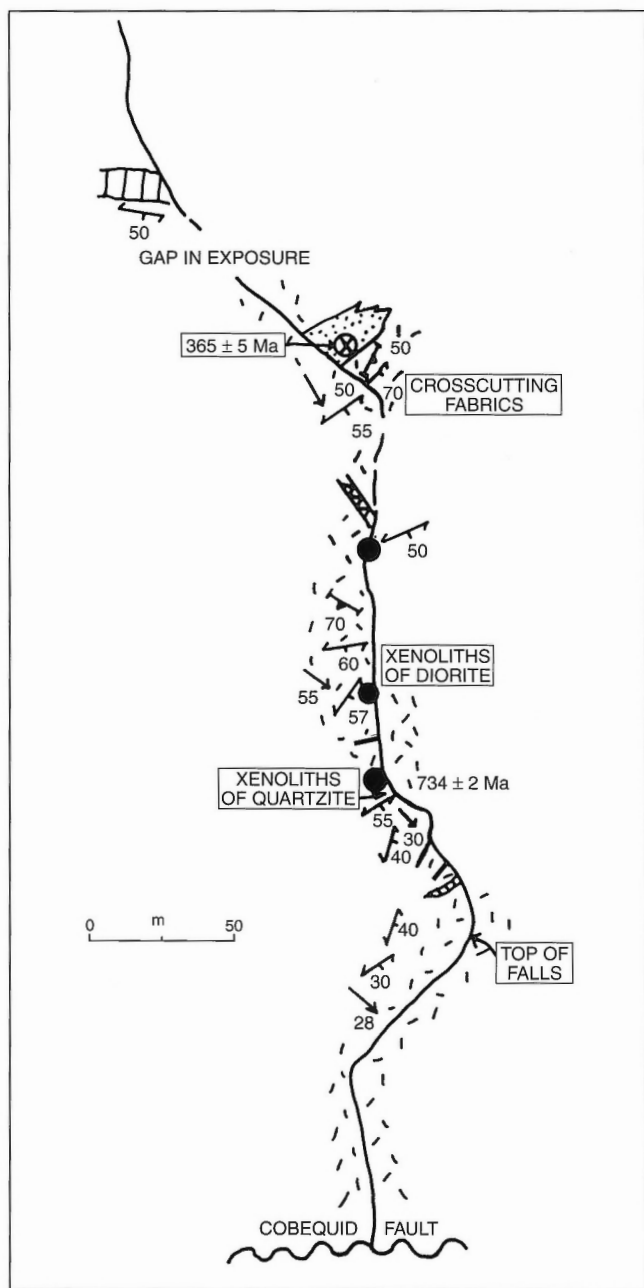 50
GAP IN EXPOSURE
365 ± 5 Ma
50
50
70
CROSSCUTTING
FABRICS
55
50
70
60
XENOLITHS
OF DIORITE
55
57
XENOLITHS
OF QUARTZITE
734 ± 2 Ma
55
30
40
0 m 50
40
TOP OF
FALLS
30
28
COBEQUID FAULT